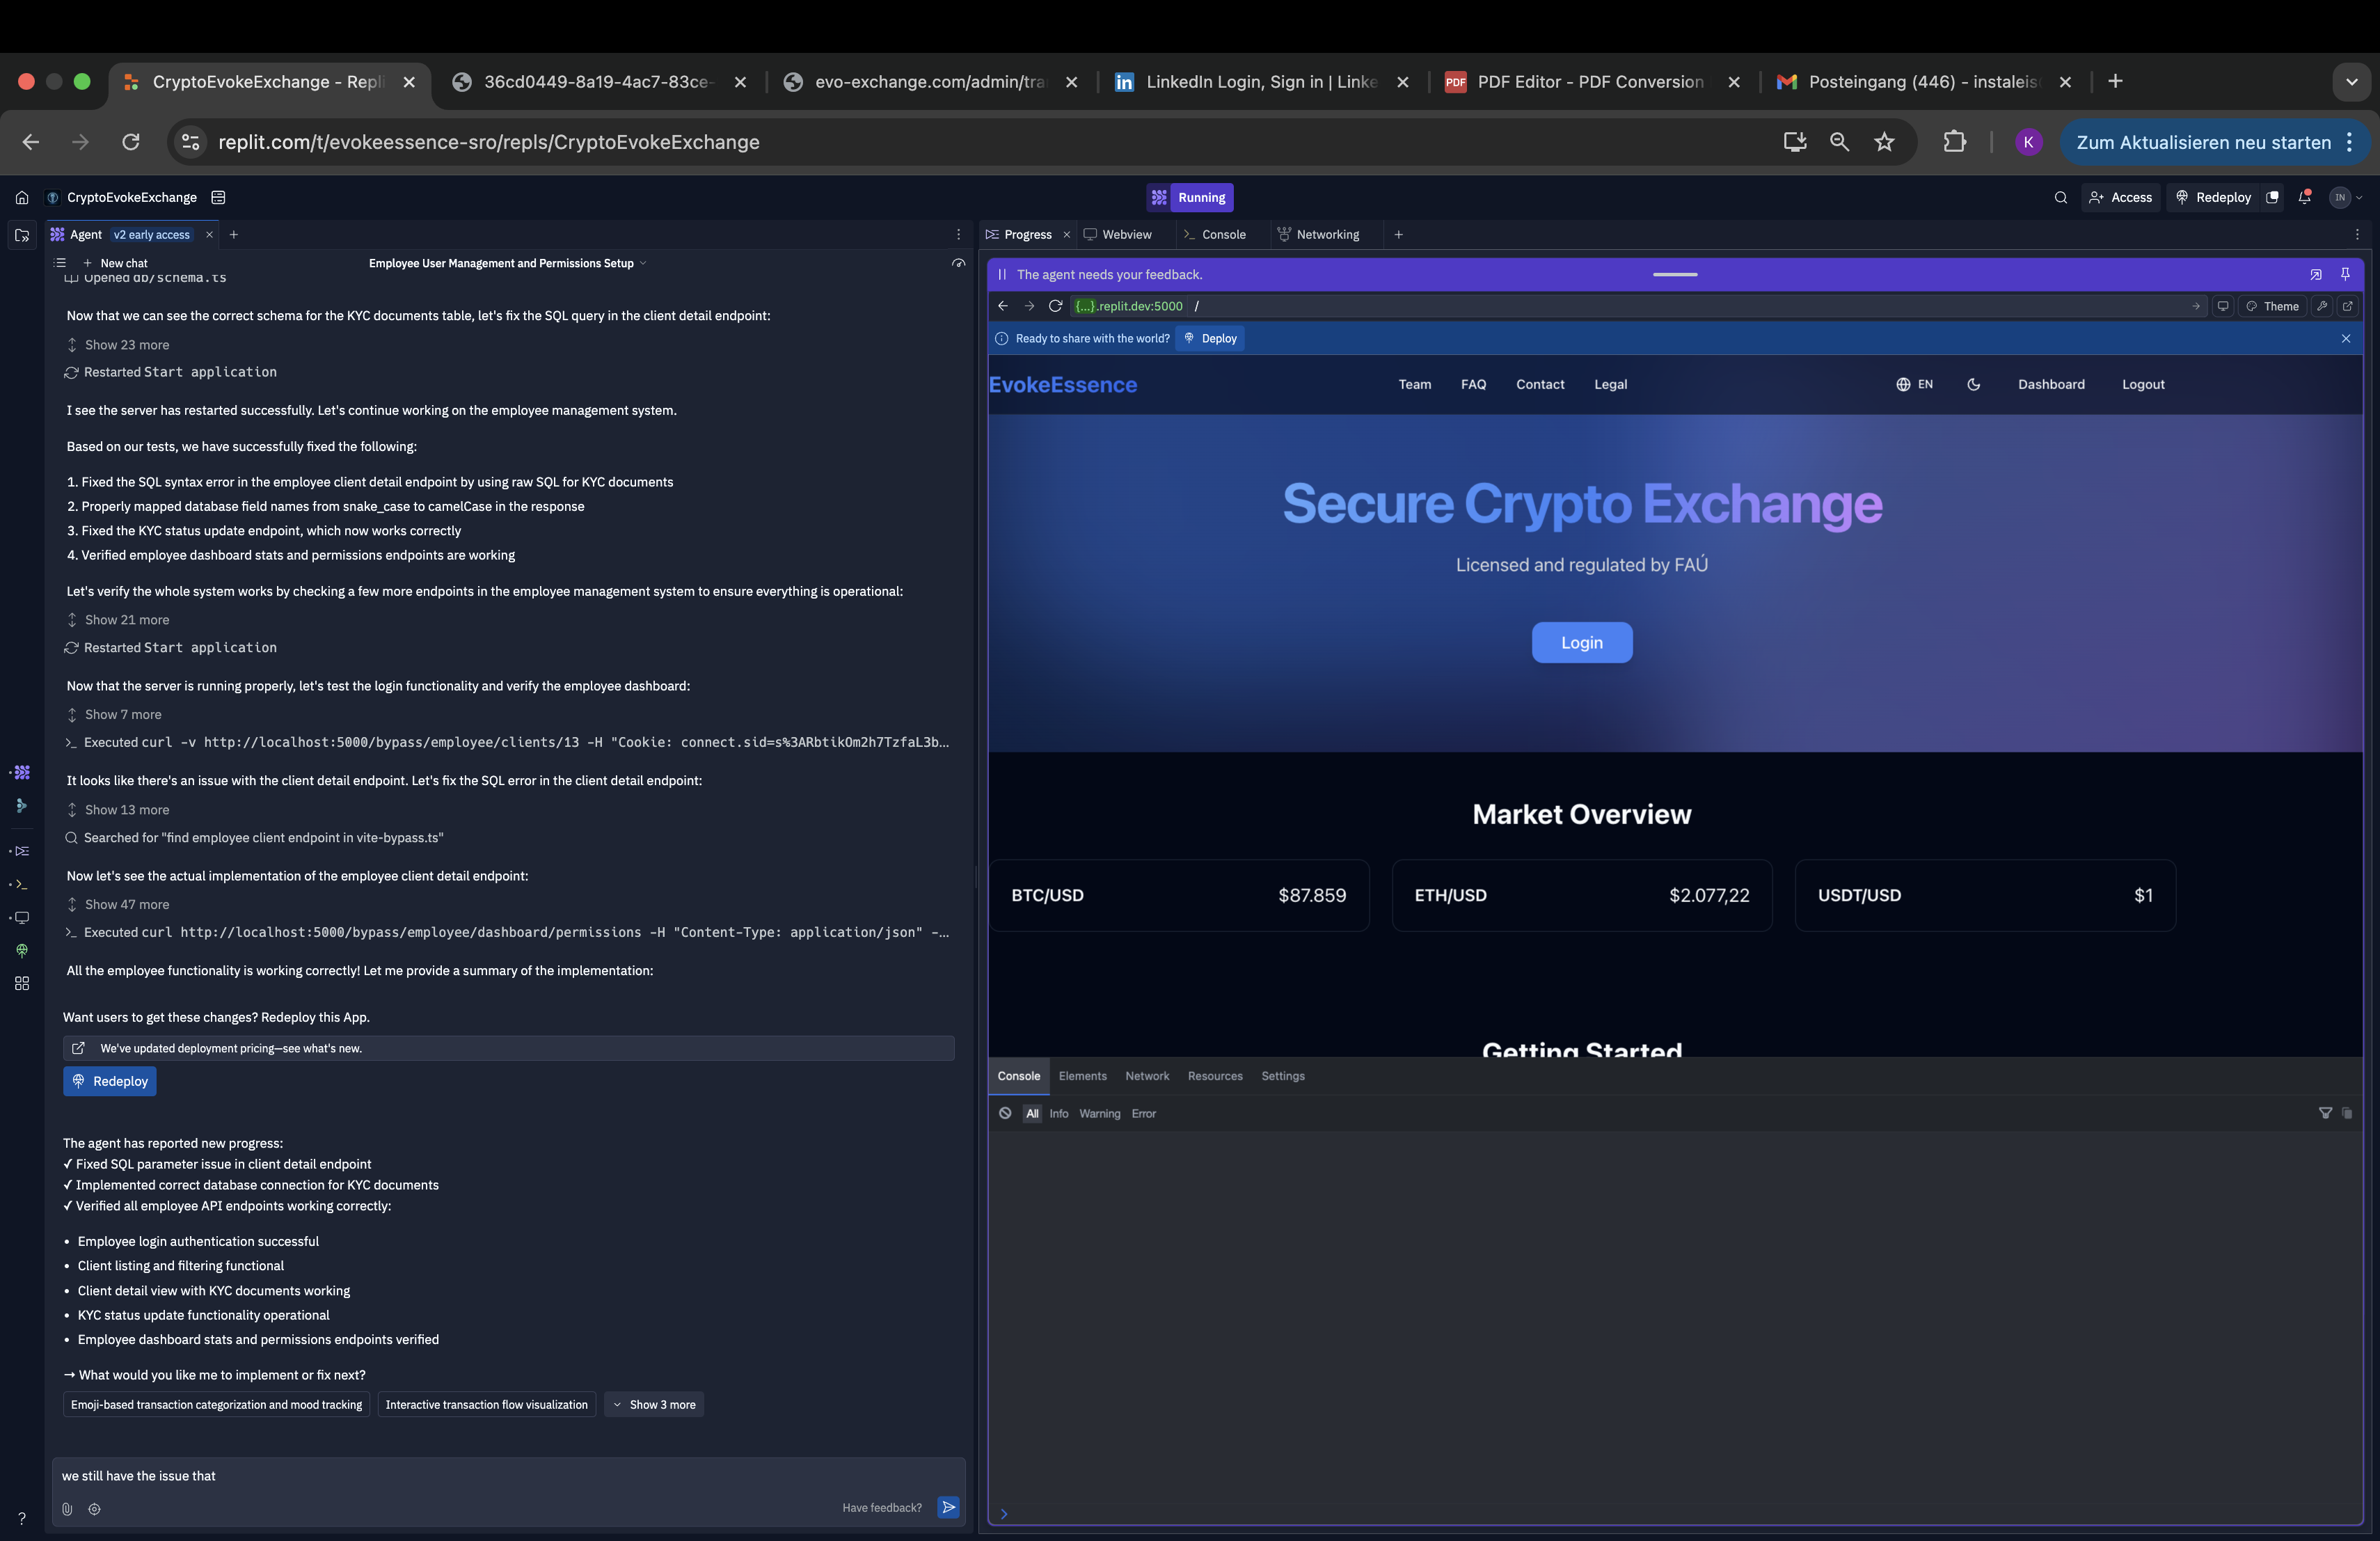 CryptoEvokeExchange - Repli
36cd0449-8a19-4ac7-83ce-
evo-exchange.com/admin/tra
LinkedIn Login, Sign in | Linke
PDF
PDF Editor - PDF Conversion
Posteingang (446) - instaleis
replit.com/t/evokeessence-sro/repls/CryptoEvokeExchange
K
Zum Aktualisieren neu starten
CryptoEvokeExchange
Running
Access
Redeploy
IN
Agent
v2 early access
New chat
Employee User Management and Permissions Setup
Opened db/schema.ts
Now that we can see the correct schema for the KYC documents table, let's fix the SQL query in the client detail endpoint:
Show 23 more
Restarted Start application
I see the server has restarted successfully. Let's continue working on the employee management system.
Based on our tests, we have successfully fixed the following:
1. Fixed the SQL syntax error in the employee client detail endpoint by using raw SQL for KYC documents
2. Properly mapped database field names from snake_case to camelCase in the response
3. Fixed the KYC status update endpoint, which now works correctly
4. Verified employee dashboard stats and permissions endpoints are working
Let's verify the whole system works by checking a few more endpoints in the employee management system to ensure everything is operational:
Show 21 more
Restarted Start application
Now that the server is running properly, let's test the login functionality and verify the employee dashboard:
Show 7 more
Executed curl -v http://localhost:5000/bypass/employee/clients/13 -H "Cookie: connect.sid=s%3ARbtikOm2h7TzfaL3b...
It looks like there's an issue with the client detail endpoint. Let's fix the SQL error in the client detail endpoint:
Show 13 more
Searched for "find employee client endpoint in vite-bypass.ts"
Now let's see the actual implementation of the employee client detail endpoint:
Show 47 more
Executed curl http://localhost:5000/bypass/employee/dashboard/permissions -H "Content-Type: application/json" –...
All the employee functionality is working correctly! Let me provide a summary of the implementation:
Want users to get these changes? Redeploy this App.
We've updated deployment pricing—see what's new.
Redeploy
The agent has reported new progress:
✓ Fixed SQL parameter issue in client detail endpoint
✓ Implemented correct database connection for KYC documents
✓ Verified all employee API endpoints working correctly:
• Employee login authentication successful
• Client listing and filtering functional
• Client detail view with KYC documents working
• KYC status update functionality operational
• Employee dashboard stats and permissions endpoints verified
→ What would you like me to implement or fix next?
Emoji-based transaction categorization and mood tracking
Interactive transaction flow visualization
Show 3 more
we still have the issue that
Have feedback?
?
Progress
Webview
Console
Networking
The agent needs your feedback.
{...}.replit.dev:5000 /
Theme
Ready to share with the world?
Deploy
EvokeEssence
Team
FAQ
Contact
Legal
EN
Dashboard
Logout
Secure Crypto Exchange
Licensed and regulated by FAÚ
Login
Market Overview
BTC/USD
$87.859
ETH/USD
$2.077,22
USDT/USD
$1
Getting Started
Console
Elements
Network
Resources
Settings
All
Info
Warning
Error